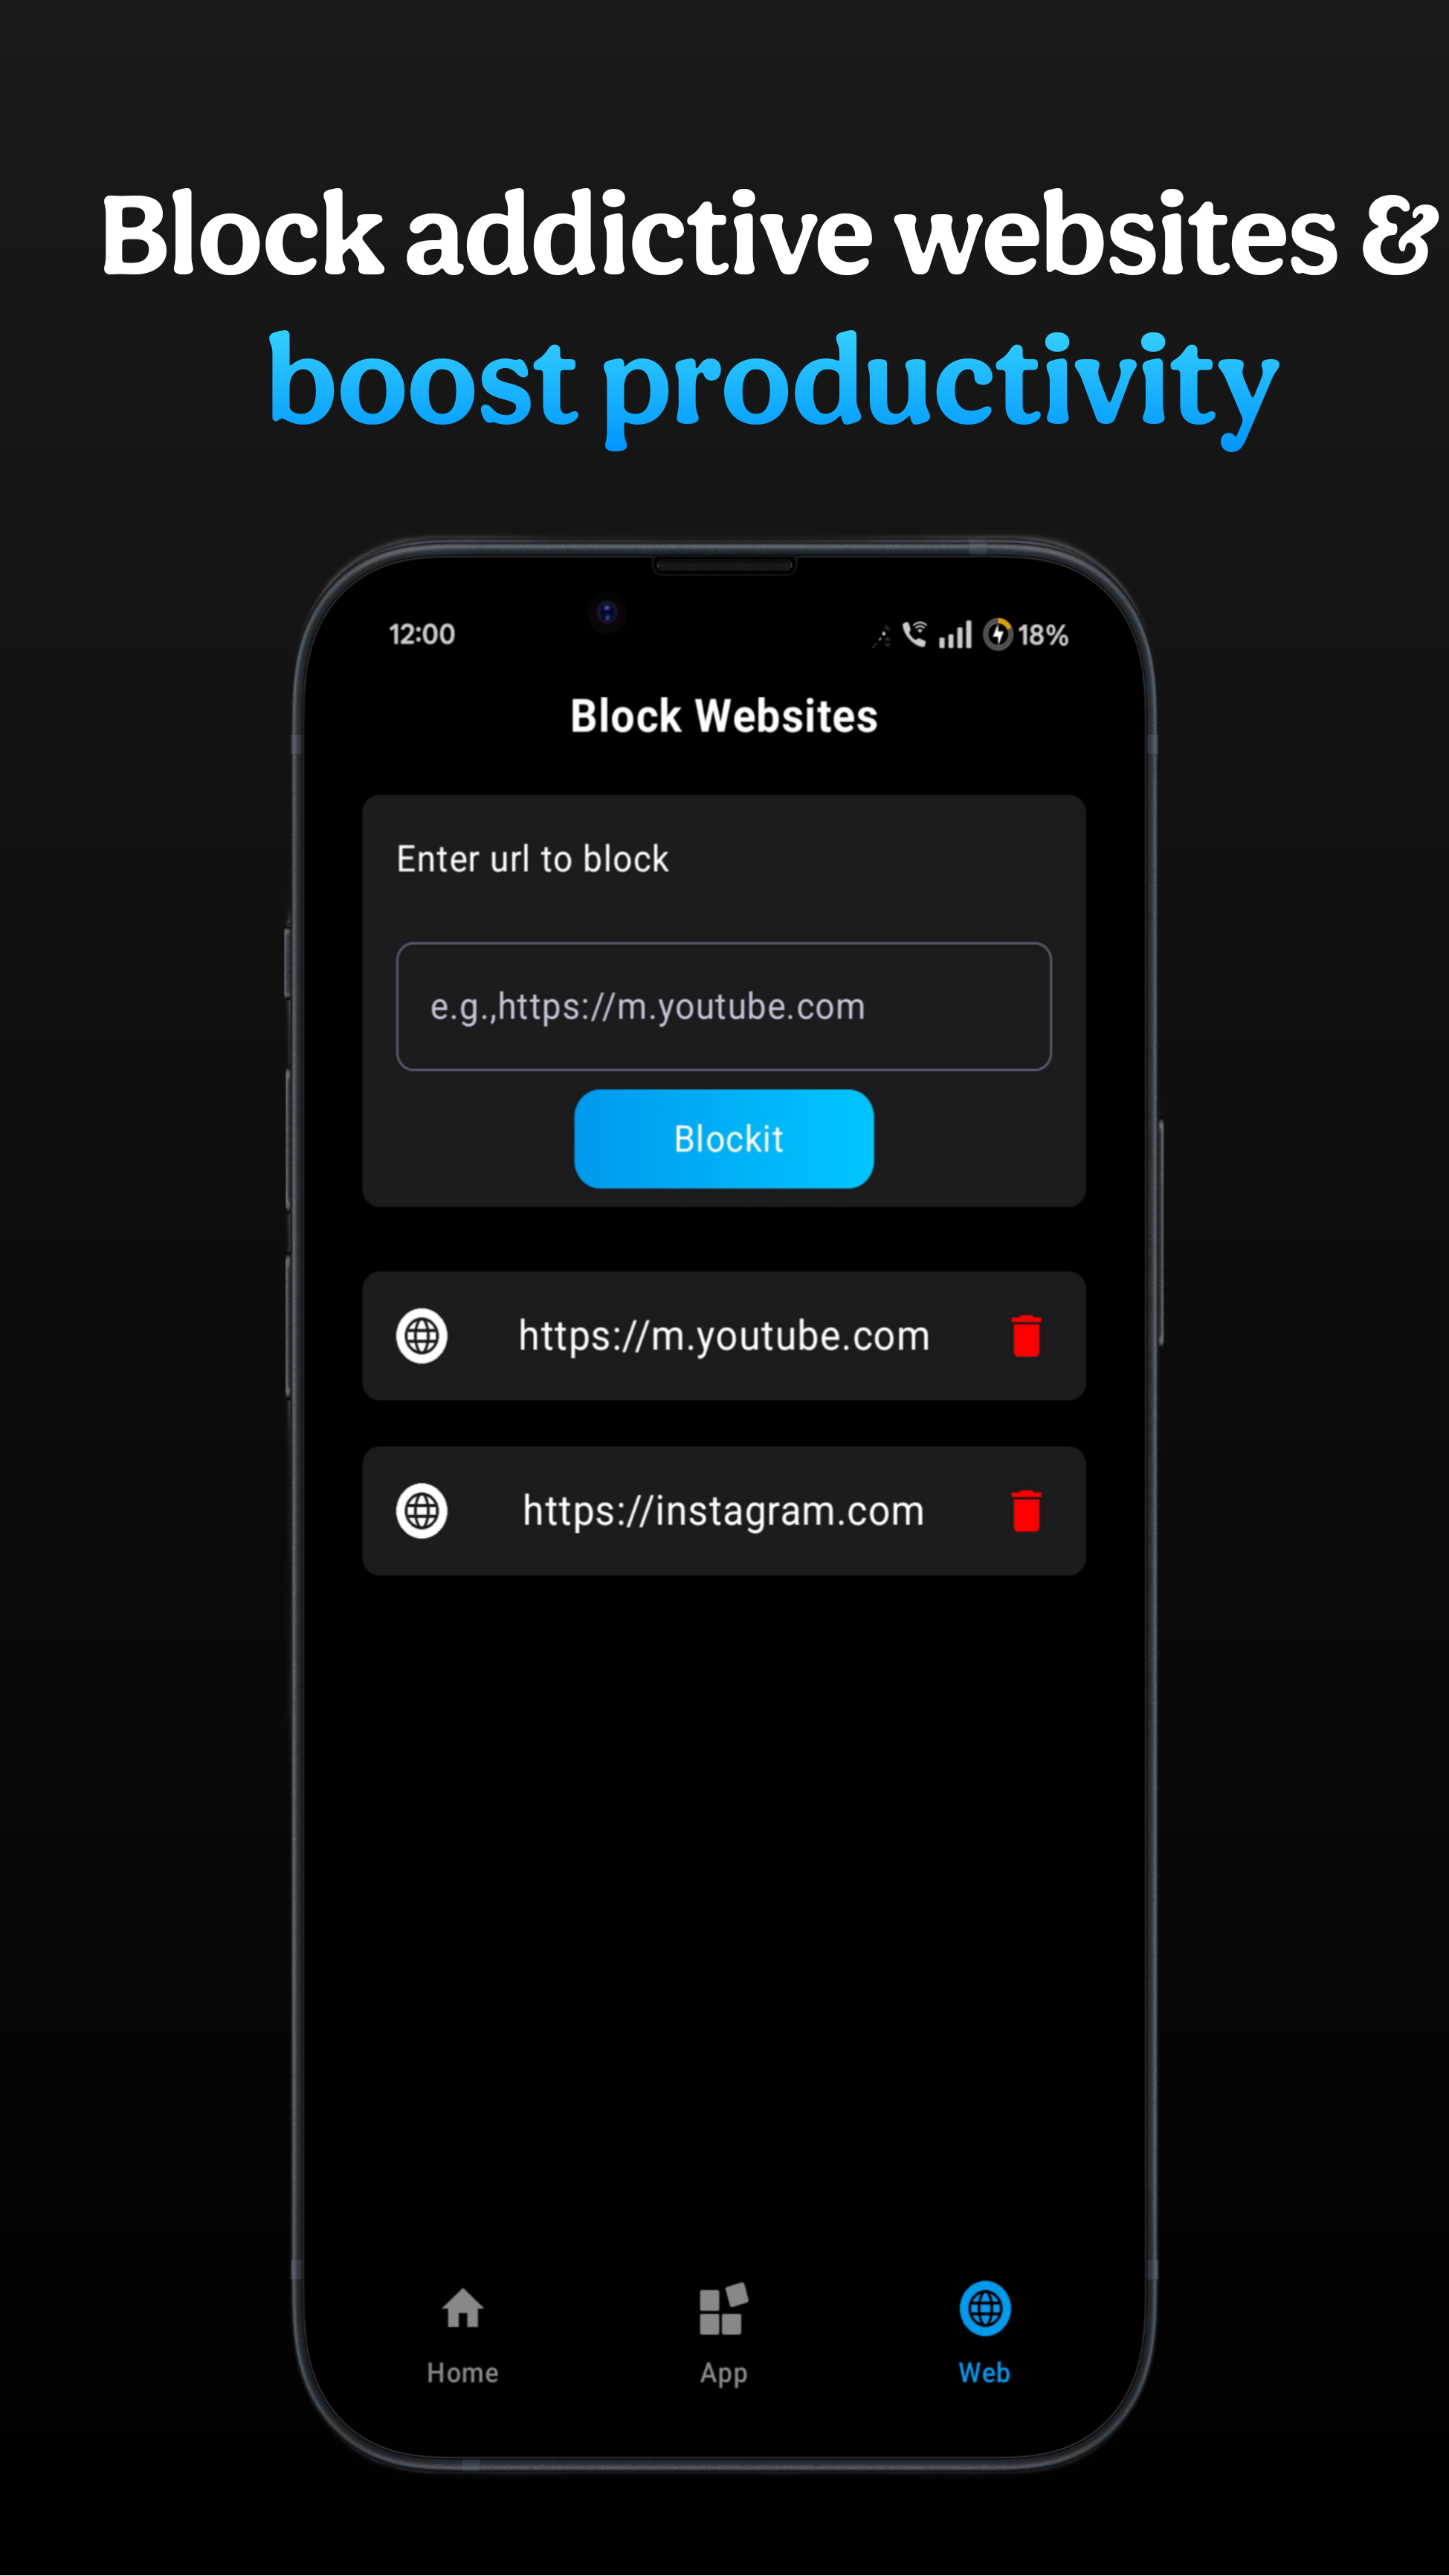 Block addictive websites &
boost productivity
12:00
18%
Block Websites
Enter url to block
e.g.,https://m.youtube.com
Blockit
https://m.youtube.com
https://instagram.com
Home
App
Web